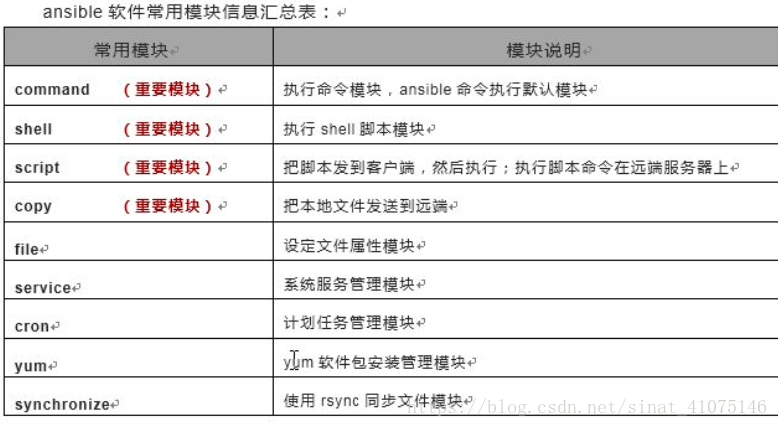 ansible 软件常用模块信息汇总表：
常用模块 模块说明
command （重要模块） 执行命令模块，ansible 命令执行默认模块
shell （重要模块） 执行 shell 脚本模块
script （重要模块） 把脚本发到客户端，然后执行；执行脚本命令在远端服务器上
copy （重要模块） 把本地文件发送到远端
file 设定文件属性模块
service 系统服务管理模块
cron 计划任务管理模块
yum yum 软件包安装管理模块
synchronize 使用 rsync 同步文件模块
https://blog.csdn.net/sinat_41075146